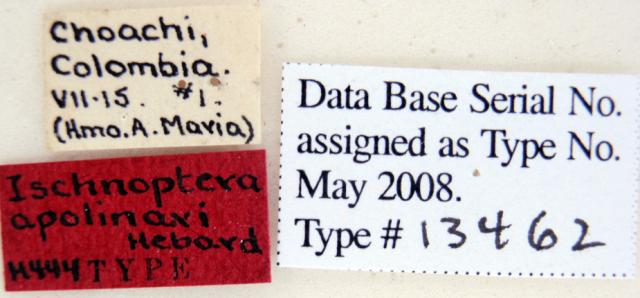 Choachi,
Colombia.
VII-15. #1.
(Hmo. A. Maria)
Ischnoptera
apolinari
Hebard
H444 TYPE
Data Base Serial No.
assigned as Type No.
May 2008.
Type # 13462